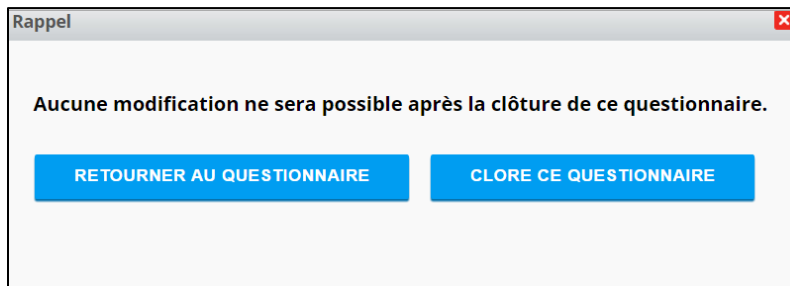 Rappel
Aucune modification ne sera possible après la clôture de ce questionnaire.
RETOURNER AU QUESTIONNAIRE
CLORE CE QUESTIONNAIRE